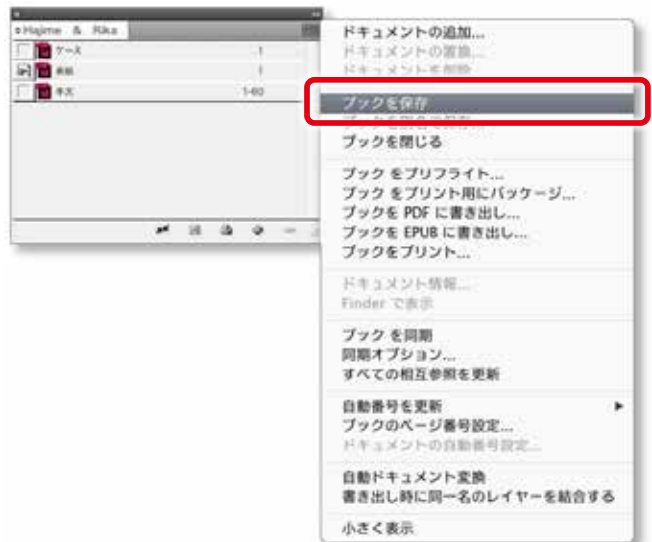 Hajime & Rika
ケース 1
表紙 1
本文 1-60
ドキュメントの追加...
ドキュメントの置換...
ドキュメントを削除
ブックを保存
ブックを別名で保存...
ブックを閉じる
ブック をプリフライト...
ブック をプリント用にパッケージ...
ブックを PDF に書き出し...
ブックを EPUB に書き出し...
ブックをプリント...
ドキュメント情報...
Finder で表示
ブック を同期
同期オプション...
すべての相互参照を更新
自動番号を更新
ブックのページ番号設定...
ドキュメントの自動番号設定...
自動ドキュメント変換
書き出し時に同一名のレイヤーを結合する
小さく表示